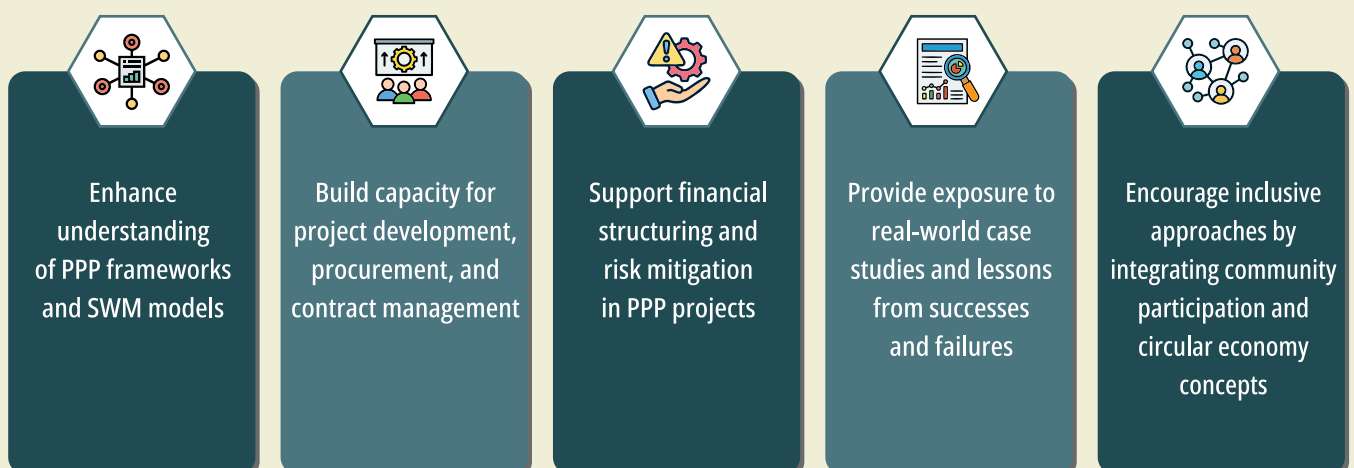 Enhance
understanding
of PPP frameworks
and SWM models
Build capacity for
project development,
procurement, and
contract management
Support financial
structuring and
risk mitigation
in PPP projects
Provide exposure to
real-world case
studies and lessons
from successes
and failures
Encourage inclusive
approaches by
integrating community
participation and
circular economy
concepts